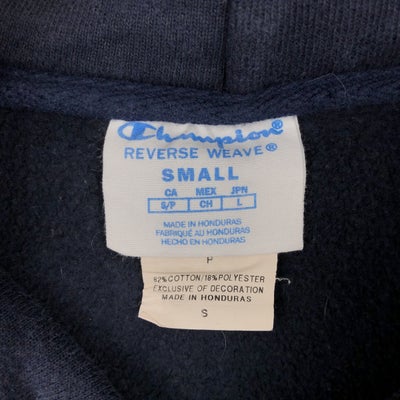 Champion®
REVERSE WEAVE®
SMALL
CA MEX JPN
S/P CH L
MADE IN HONDURAS
FABRIQUÉ AU HONDURAS
HECHO EN HONDURAS
P
82%COTTON/18%POLYESTER
EXCLUSIVE OF DECORATION
MADE IN HONDURAS
S